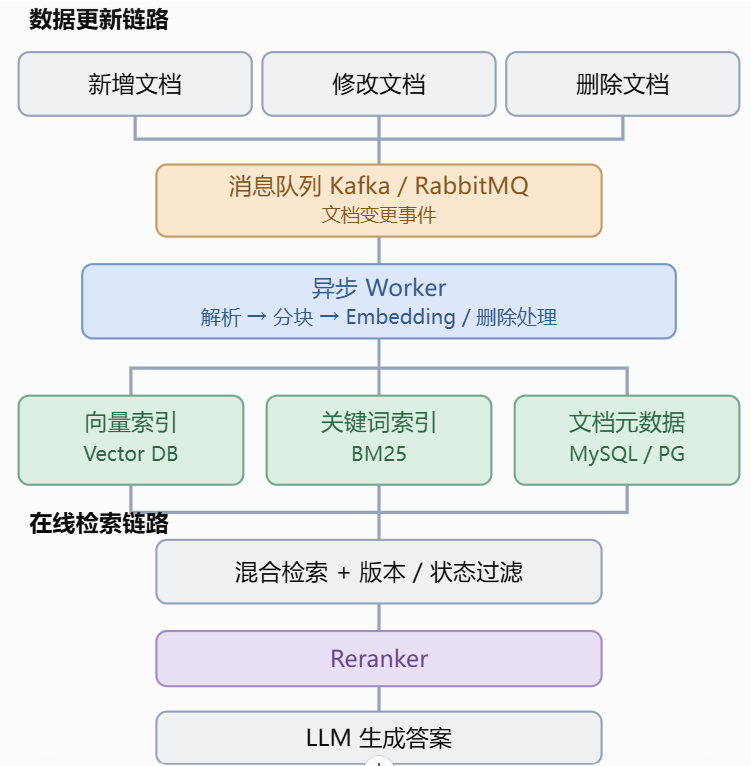 数据更新链路
新增文档
修改文档
删除文档
消息队列 Kafka / RabbitMQ
文档变更事件
异步 Worker
解析 → 分块 → Embedding / 删除处理
向量索引
Vector DB
关键词索引
BM25
文档元数据
MySQL / PG
在线检索链路
混合检索 + 版本 / 状态过滤
Reranker
LLM 生成答案